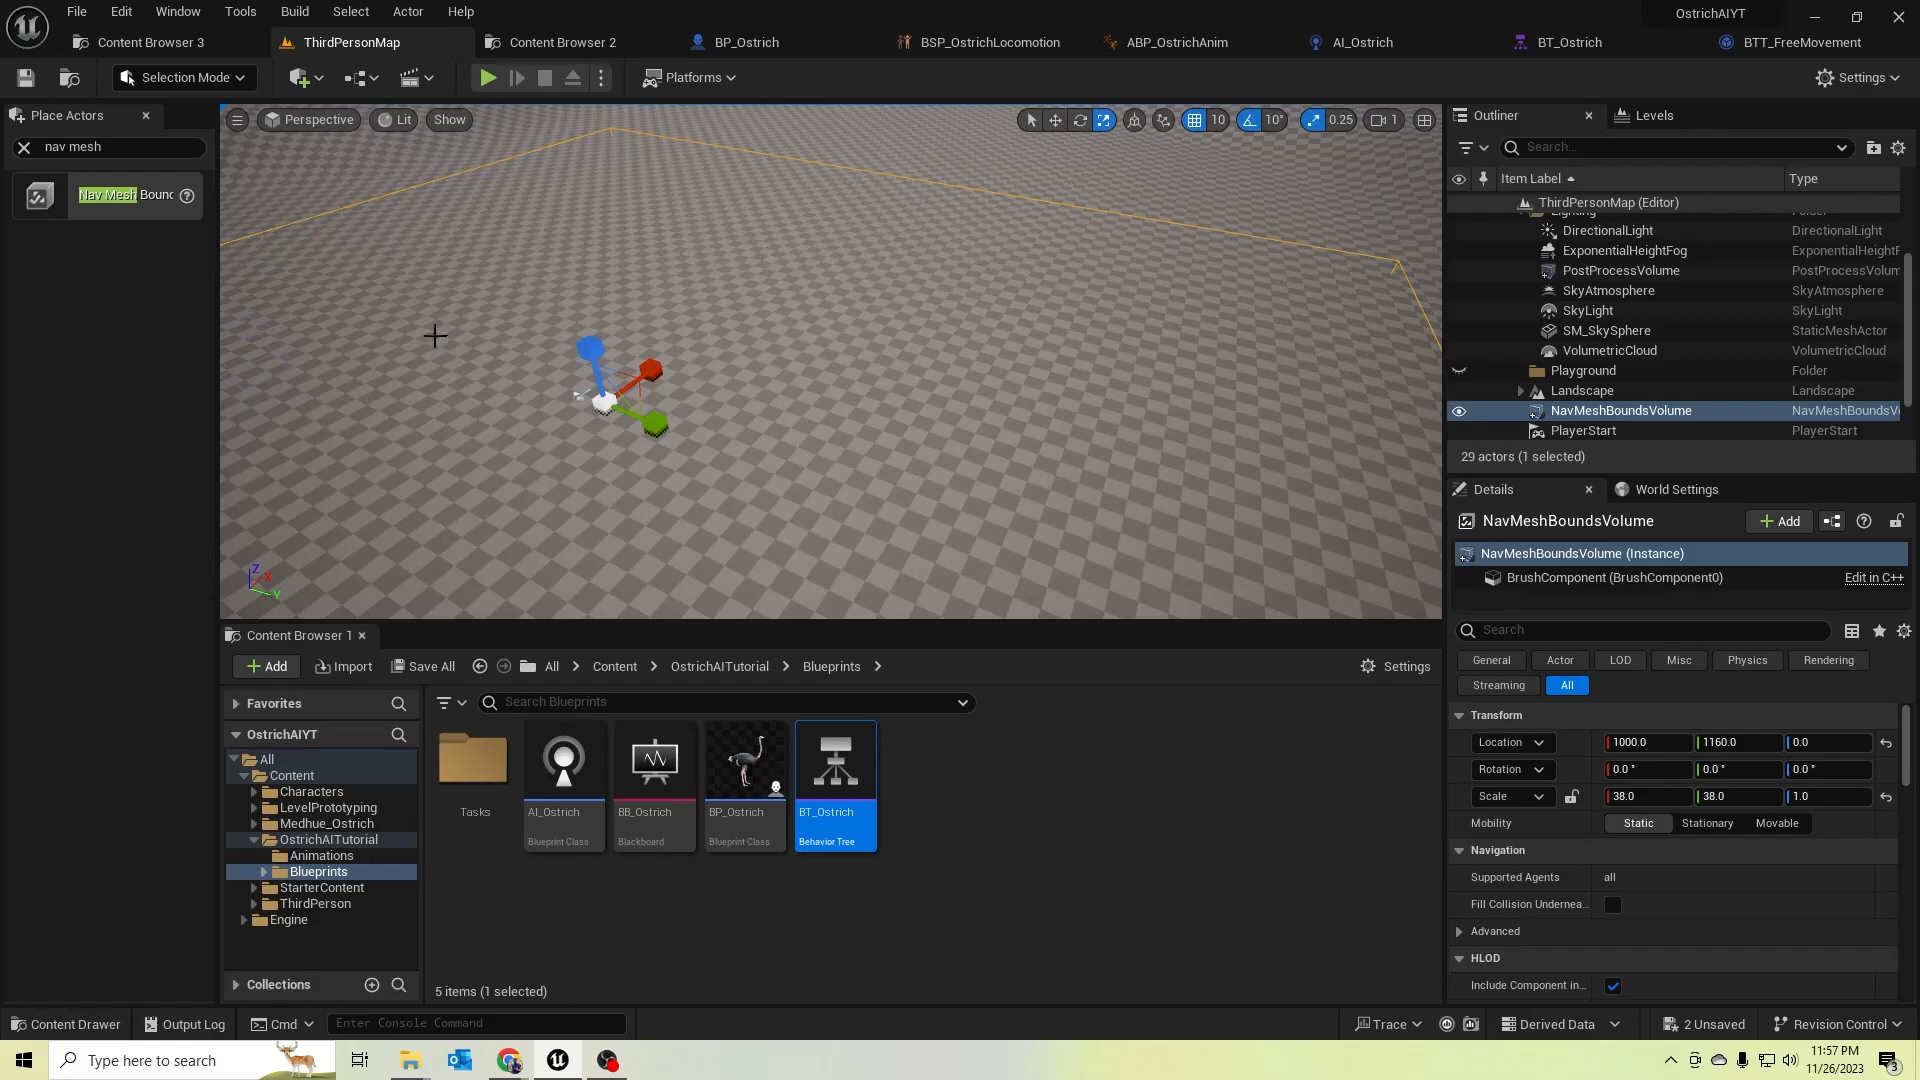 File Edit Window Tools Build Select Actor Help
OstrichAIYT
Content Browser 3
ThirdPersonMap
Content Browser 2
BP_Ostrich
BSP_OstrichLocomotion
ABP_OstrichAnim
AI_Ostrich
BT_Ostrich
BTT_FreeMovement
Selection Mode
Platforms
Settings
Place Actors
nav mesh
Nav Mesh Bounc
Perspective
Lit
Show
10
10°
0.25
1
Z
X
Y
Outliner
Levels
Search...
Item Label
Type
ThirdPersonMap (Editor)
Lighting Folder
DirectionalLight DirectionalLight
ExponentialHeightFog ExponentialHeightF
PostProcessVolume PostProcessVolum
SkyAtmosphere SkyAtmosphere
SkyLight SkyLight
SM_SkySphere StaticMeshActor
VolumetricCloud VolumetricCloud
Playground Folder
Landscape Landscape
NavMeshBoundsVolume NavMeshBoundsVo
PlayerStart PlayerStart
29 actors (1 selected)
Details
World Settings
NavMeshBoundsVolume
Add
NavMeshBoundsVolume (Instance)
BrushComponent (BrushComponent0)
Edit in C++
Search
General Actor LOD Misc Physics Rendering
Streaming All
Transform
Location 1000.0 1160.0 0.0
Rotation 0.0 ° 0.0 ° 0.0 °
Scale 38.0 38.0 1.0
Mobility Static Stationary Movable
Navigation
Supported Agents all
Fill Collision Undernea...
Advanced
HLOD
Include Component in...
Content Browser 1
Add
Import
Save All
All
Content
OstrichAITutorial
Blueprints
Settings
Favorites
OstrichAIYT
All
Content
Characters
LevelPrototyping
Medhue_Ostrich
OstrichAITutorial
Animations
Blueprints
StarterContent
ThirdPerson
Engine
Collections
Search Blueprints
Tasks
AI_Ostrich
Blueprint Class
BB_Ostrich
Blackboard
BP_Ostrich
Blueprint Class
BT_Ostrich
Behavior Tree
5 items (1 selected)
Content Drawer
Output Log
Cmd
Enter Console Command
Trace
Derived Data
2 Unsaved
Revision Control
Type here to search
11:57 PM
11/26/2023
3